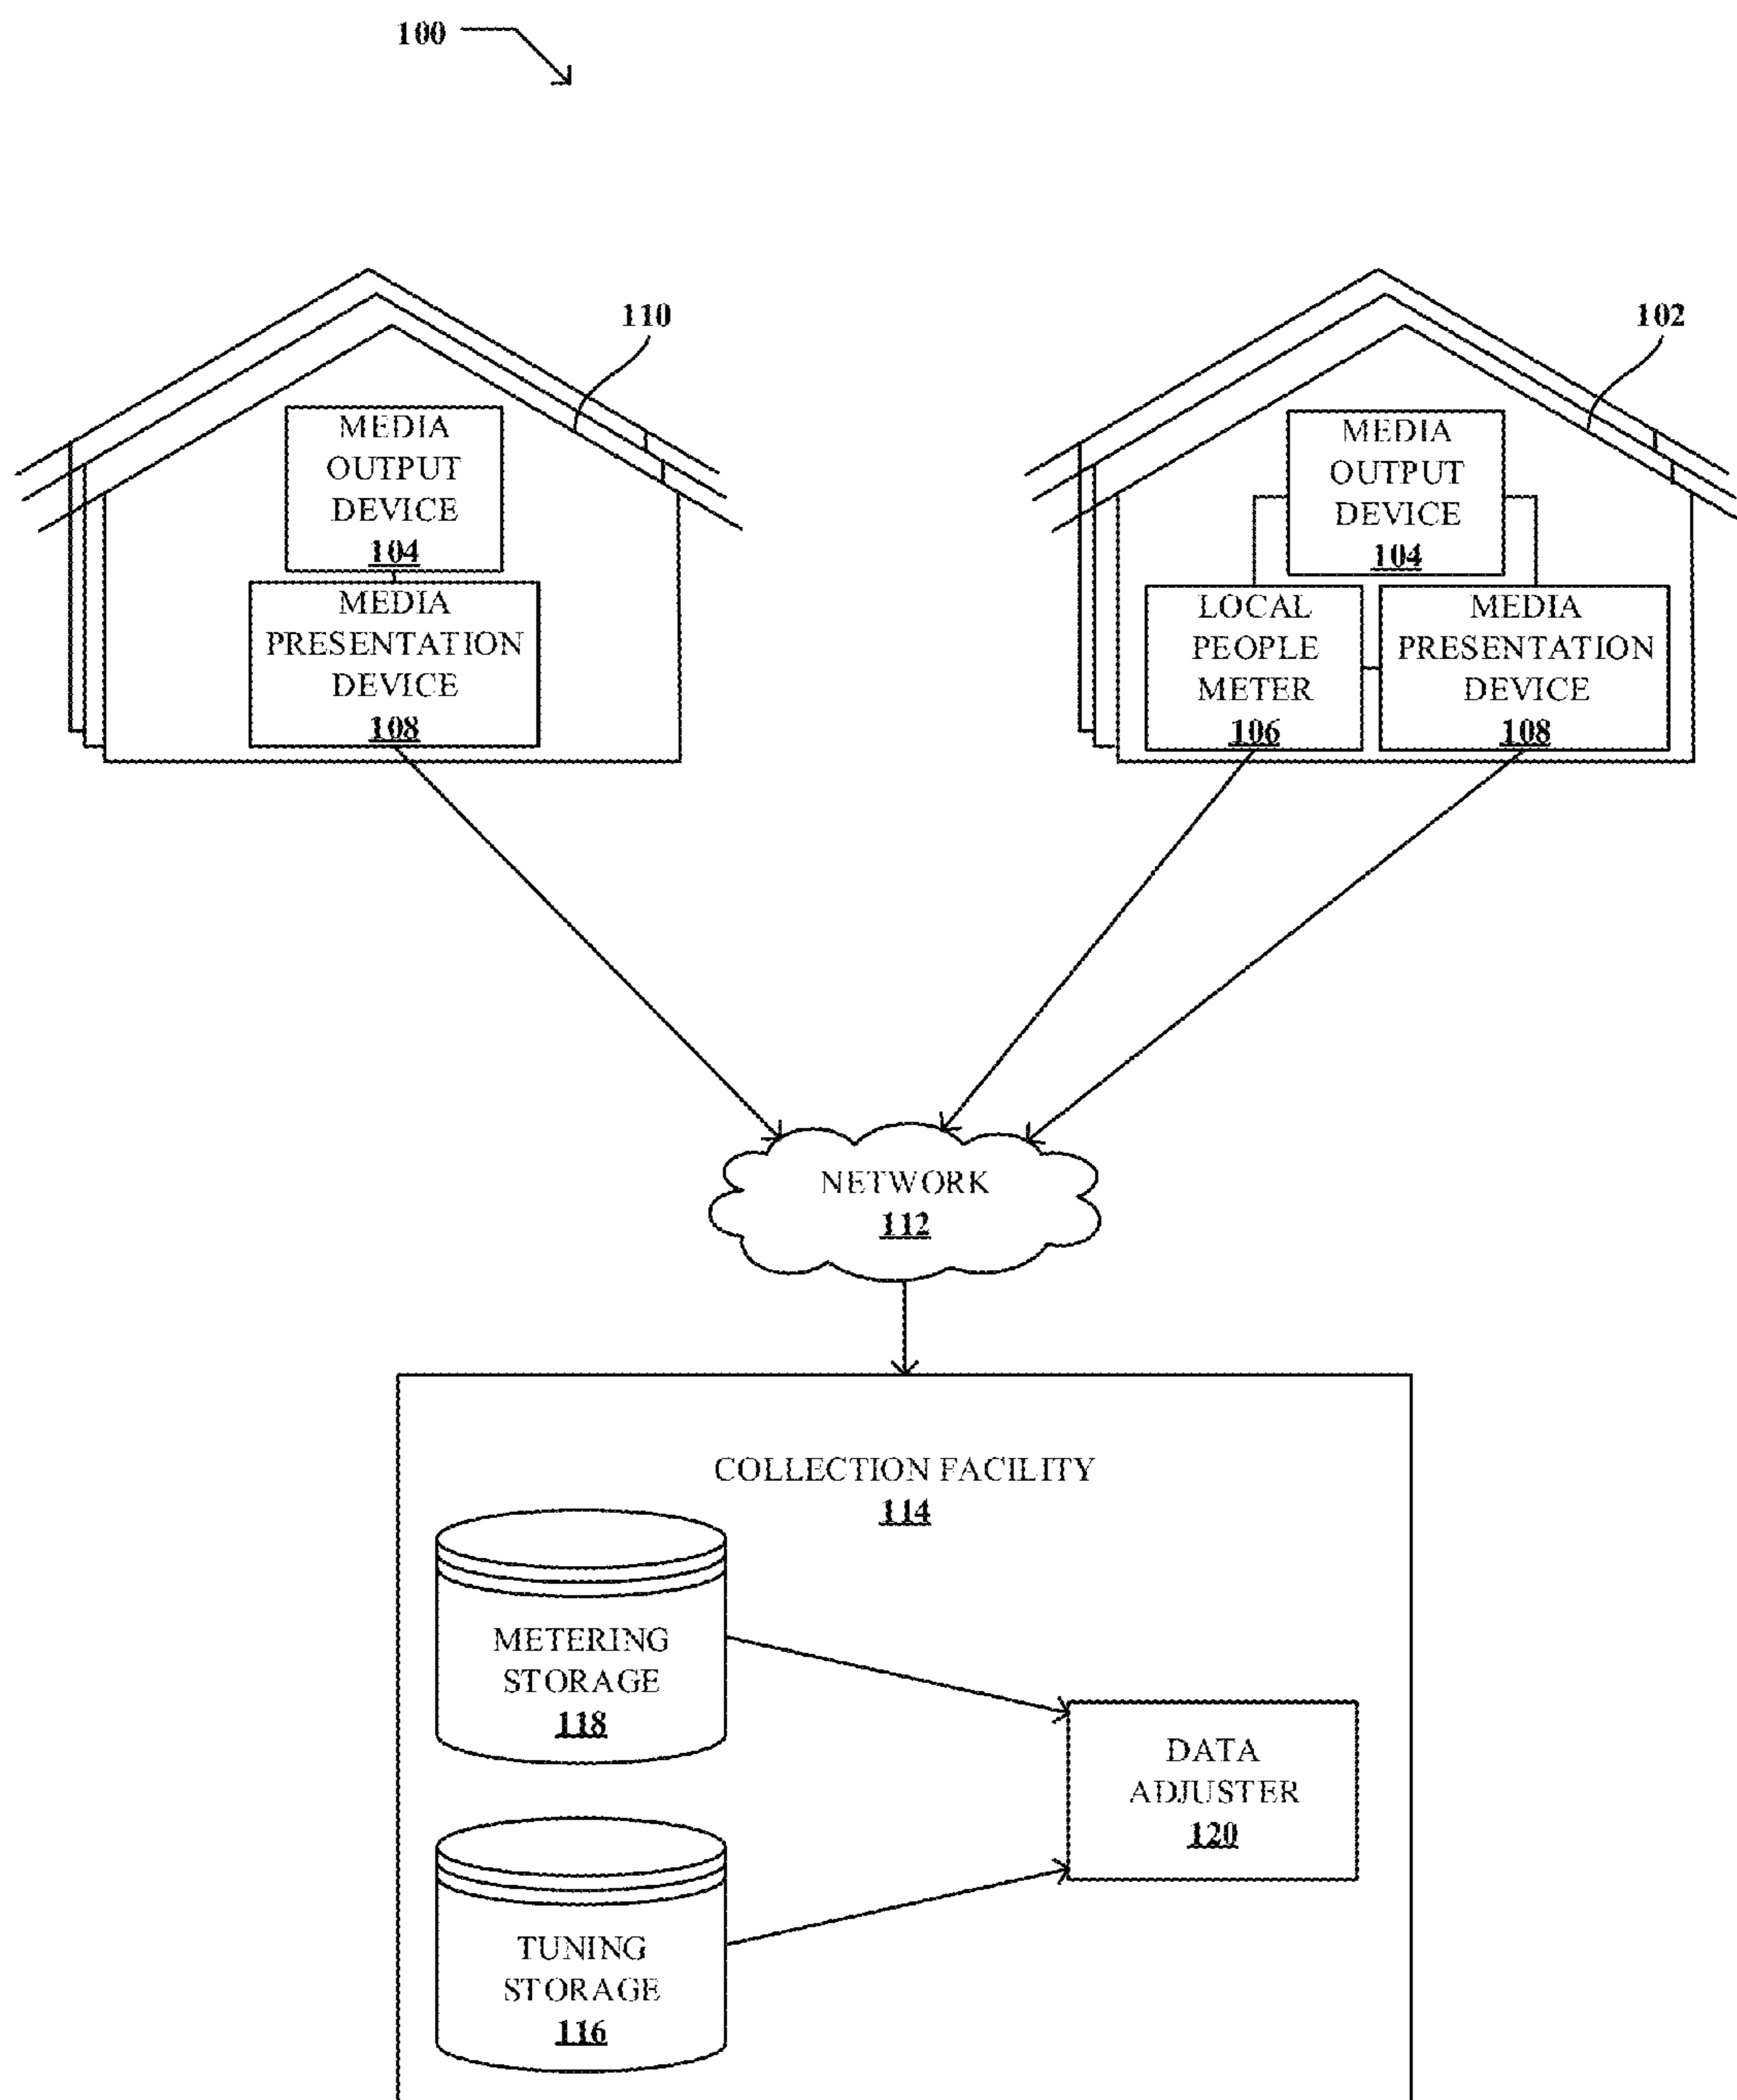 100
110
102
MEDIA
OUTPUT
DEVICE
104
MEDIA
PRESENTATION
DEVICE
108
MEDIA
OUTPUT
DEVICE
104
LOCAL
PEOPLE
METER
106
MEDIA
PRESENTATION
DEVICE
108
NETWORK
112
COLLECTION FACILITY
114
METERING
STORAGE
118
DATA
ADJUSTER
120
TUNING
STORAGE
116